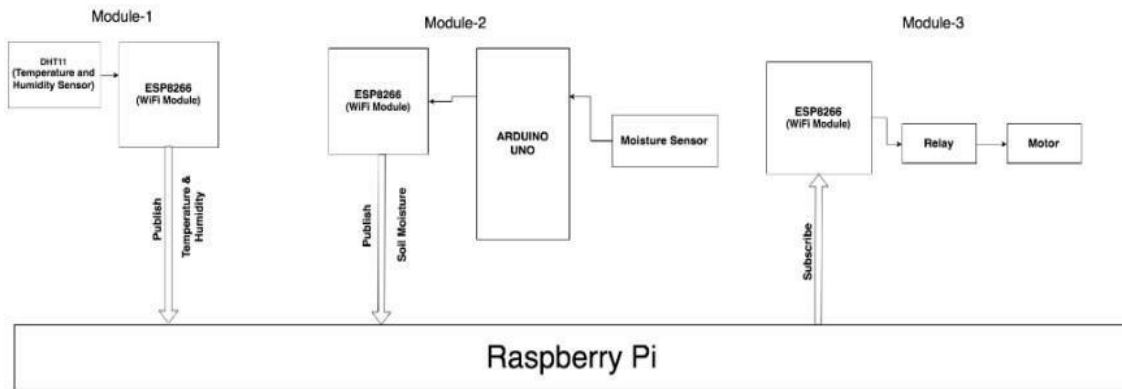 Module-1
DHT11
(Temperature and
Humidity Sensor)
ESP8266
(WiFi Module)
Publish
Temperature &
Humidity
Module-2
ESP8266
(WiFi Module)
ARDUINO
UNO
Moisture Sensor
Publish
Soil Moisture
Module-3
ESP8266
(WiFi Module)
Relay
Motor
Subscribe
Raspberry Pi